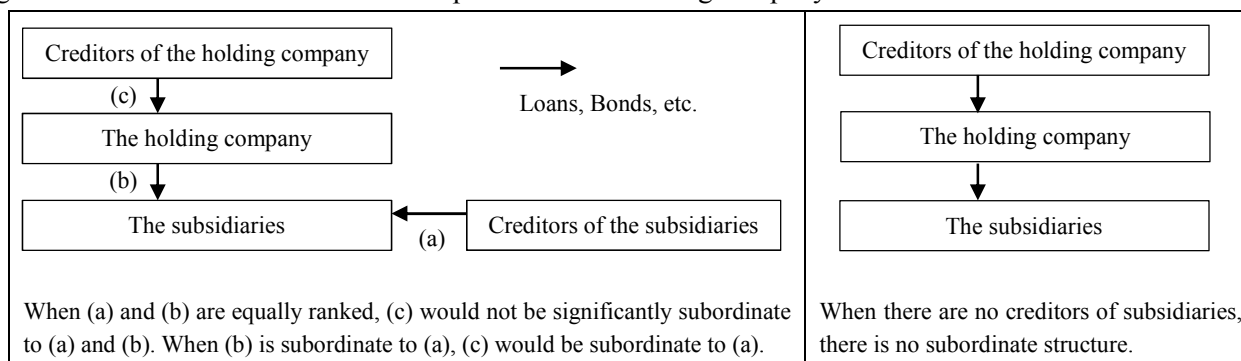 Creditors of the holding company
(c)
Loans, Bonds, etc.
The holding company
(b)
The subsidiaries
(a)
Creditors of the subsidiaries
When (a) and (b) are equally ranked, (c) would not be significantly subordinate
to (a) and (b). When (b) is subordinate to (a), (c) would be subordinate to (a).
Creditors of the holding company
The holding company
The subsidiaries
When there are no creditors of subsidiaries,
there is no subordinate structure.